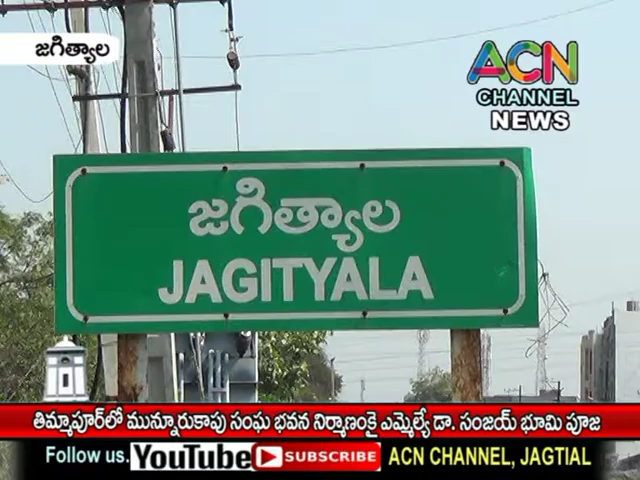 జగిత్యాల
ACN
CHANNEL
NEWS
జగిత్యాల
JAGITYALA
తిమ్మాపూర్‌లో మున్నూరుకాపు సంఘ భవన నిర్మాణంకై ఎమ్మెల్యే డా. సంజయ్ భూమి పూజ
Follow us. YouTube SUBSCRIBE ACN CHANNEL, JAGTIAL